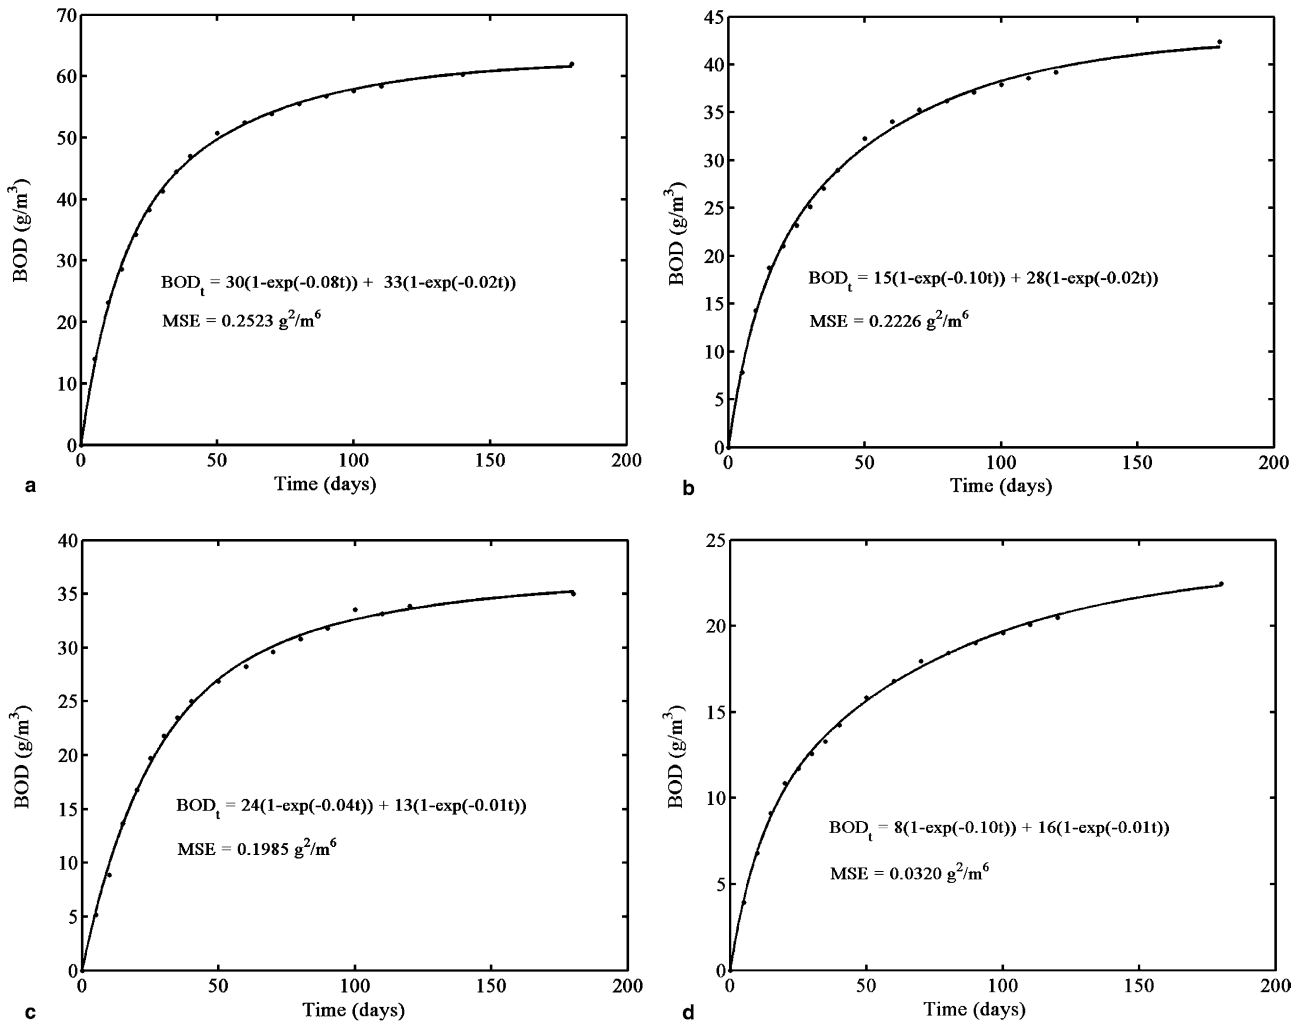 70
60
50
40
30
20
10
0
BOD (g/m³)
BODₜ = 30(1-exp(-0.08t)) + 33(1-exp(-0.02t))
MSE = 0.2523 g²/m⁶
0 50 100 150 200
Time (days)
a
45
40
35
30
25
20
15
10
5
0
BOD (g/m³)
BODₜ = 15(1-exp(-0.10t)) + 28(1-exp(-0.02t))
MSE = 0.2226 g²/m⁶
0 50 100 150 200
Time (days)
b
40
35
30
25
20
15
10
5
0
BOD (g/m³)
BODₜ = 24(1-exp(-0.04t)) + 13(1-exp(-0.01t))
MSE = 0.1985 g²/m⁶
0 50 100 150 200
Time (days)
c
25
20
15
10
5
0
BOD (g/m³)
BODₜ = 8(1-exp(-0.10t)) + 16(1-exp(-0.01t))
MSE = 0.0320 g²/m⁶
0 50 100 150 200
Time (days)
d